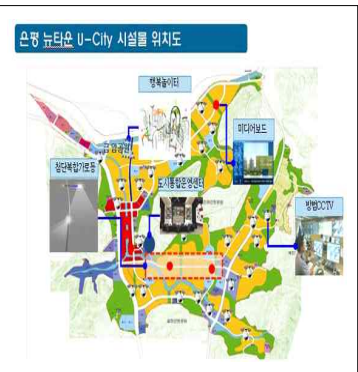 은평 뉴타운 U-City 시설물 위치도
행복놀이터
미디어보드
첨단복합가로등
도시통합운영센터
방범CCTV